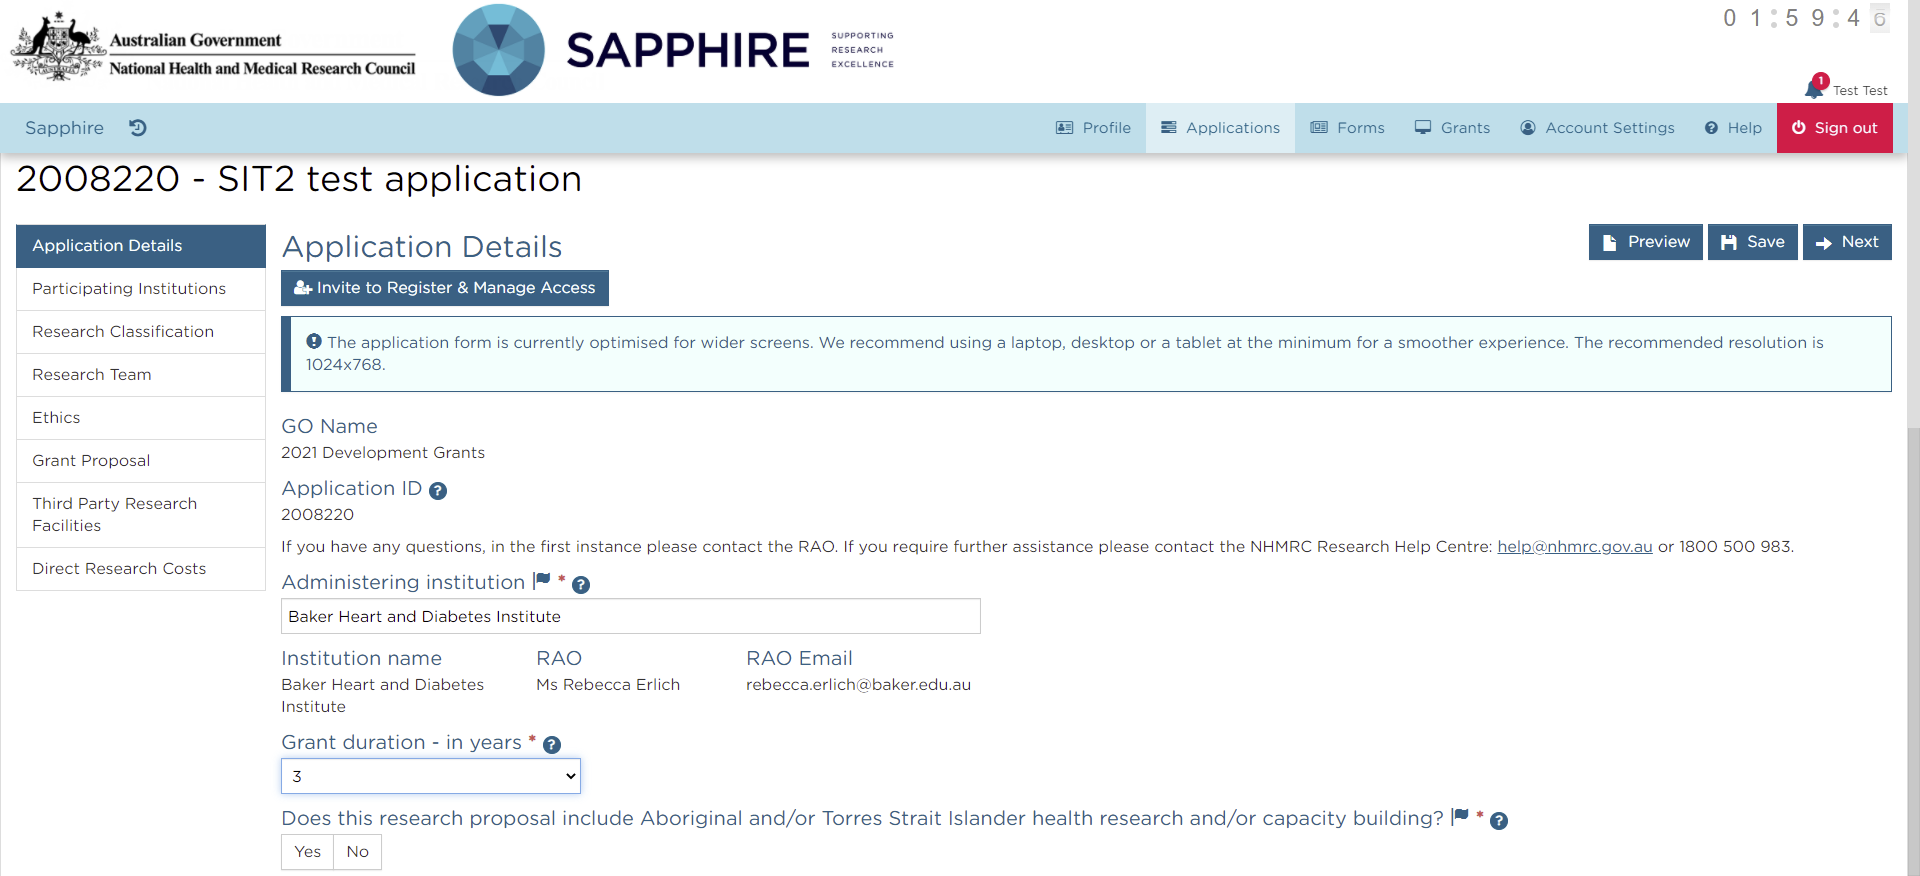 Australian Government
National Health and Medical Research Council
SAPPHIRE
SUPPORTING
RESEARCH
EXCELLENCE
01:59:46
1
Test Test
Sapphire
Profile
Applications
Forms
Grants
Account Settings
Help
Sign out
2008220 - SIT2 test application
Application Details
Participating Institutions
Research Classification
Research Team
Ethics
Grant Proposal
Third Party Research
Facilities
Direct Research Costs
Application Details
Preview
Save
Next
Invite to Register & Manage Access
The application form is currently optimised for wider screens. We recommend using a laptop, desktop or a tablet at the minimum for a smoother experience. The recommended resolution is
1024x768.
GO Name
2021 Development Grants
Application ID ?
2008220
If you have any questions, in the first instance please contact the RAO. If you require further assistance please contact the NHMRC Research Help Centre: help@nhmrc.gov.au or 1800 500 983.
Administering institution * ?
Baker Heart and Diabetes Institute
Institution name
Baker Heart and Diabetes
Institute
RAO
Ms Rebecca Erlich
RAO Email
rebecca.erlich@baker.edu.au
Grant duration - in years * ?
3
Does this research proposal include Aboriginal and/or Torres Strait Islander health research and/or capacity building? * ?
Yes
No